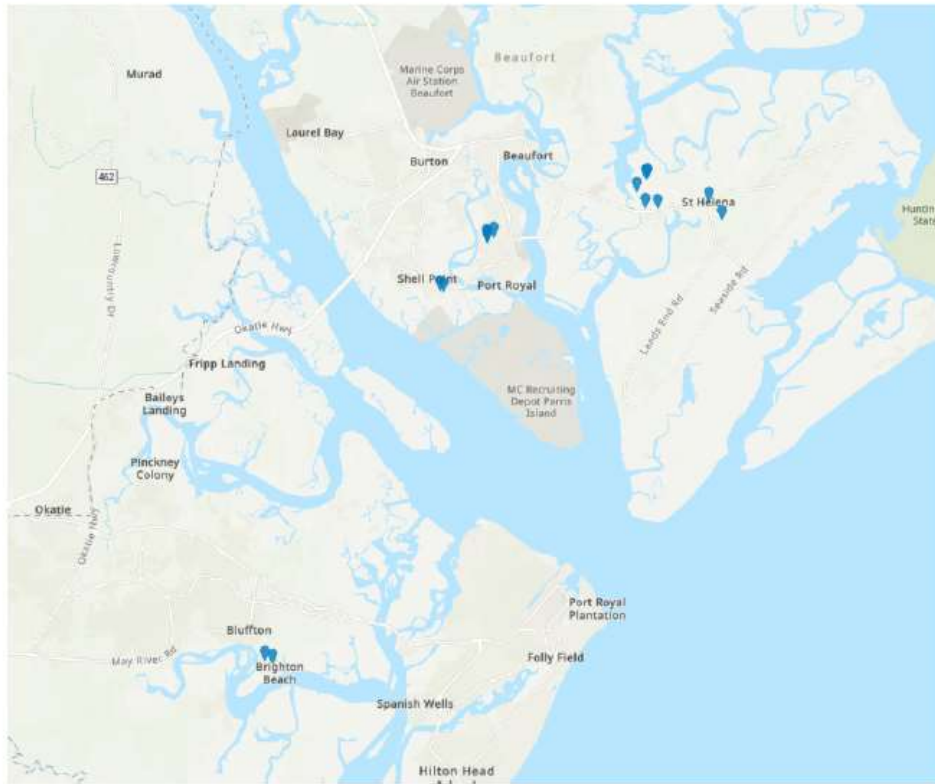 Beaufort
Murad
Marine Corps
Air Station
Beaufort
Laurel Bay
Burton
Beaufort
462
St Helena
Lowcountry Dr
Shell Point
Port Royal
Lands End Rd
Seaside Rd
Okatie Hwy
Fripp Landing
MC Recruiting
Depot Parris
Island
Baileys
Landing
Pinckney
Colony
Okatie
Okatie Hwy
Port Royal
Plantation
Bluffton
May River Rd
Brighton
Beach
Folly Field
Spanish Wells
Hilton Head